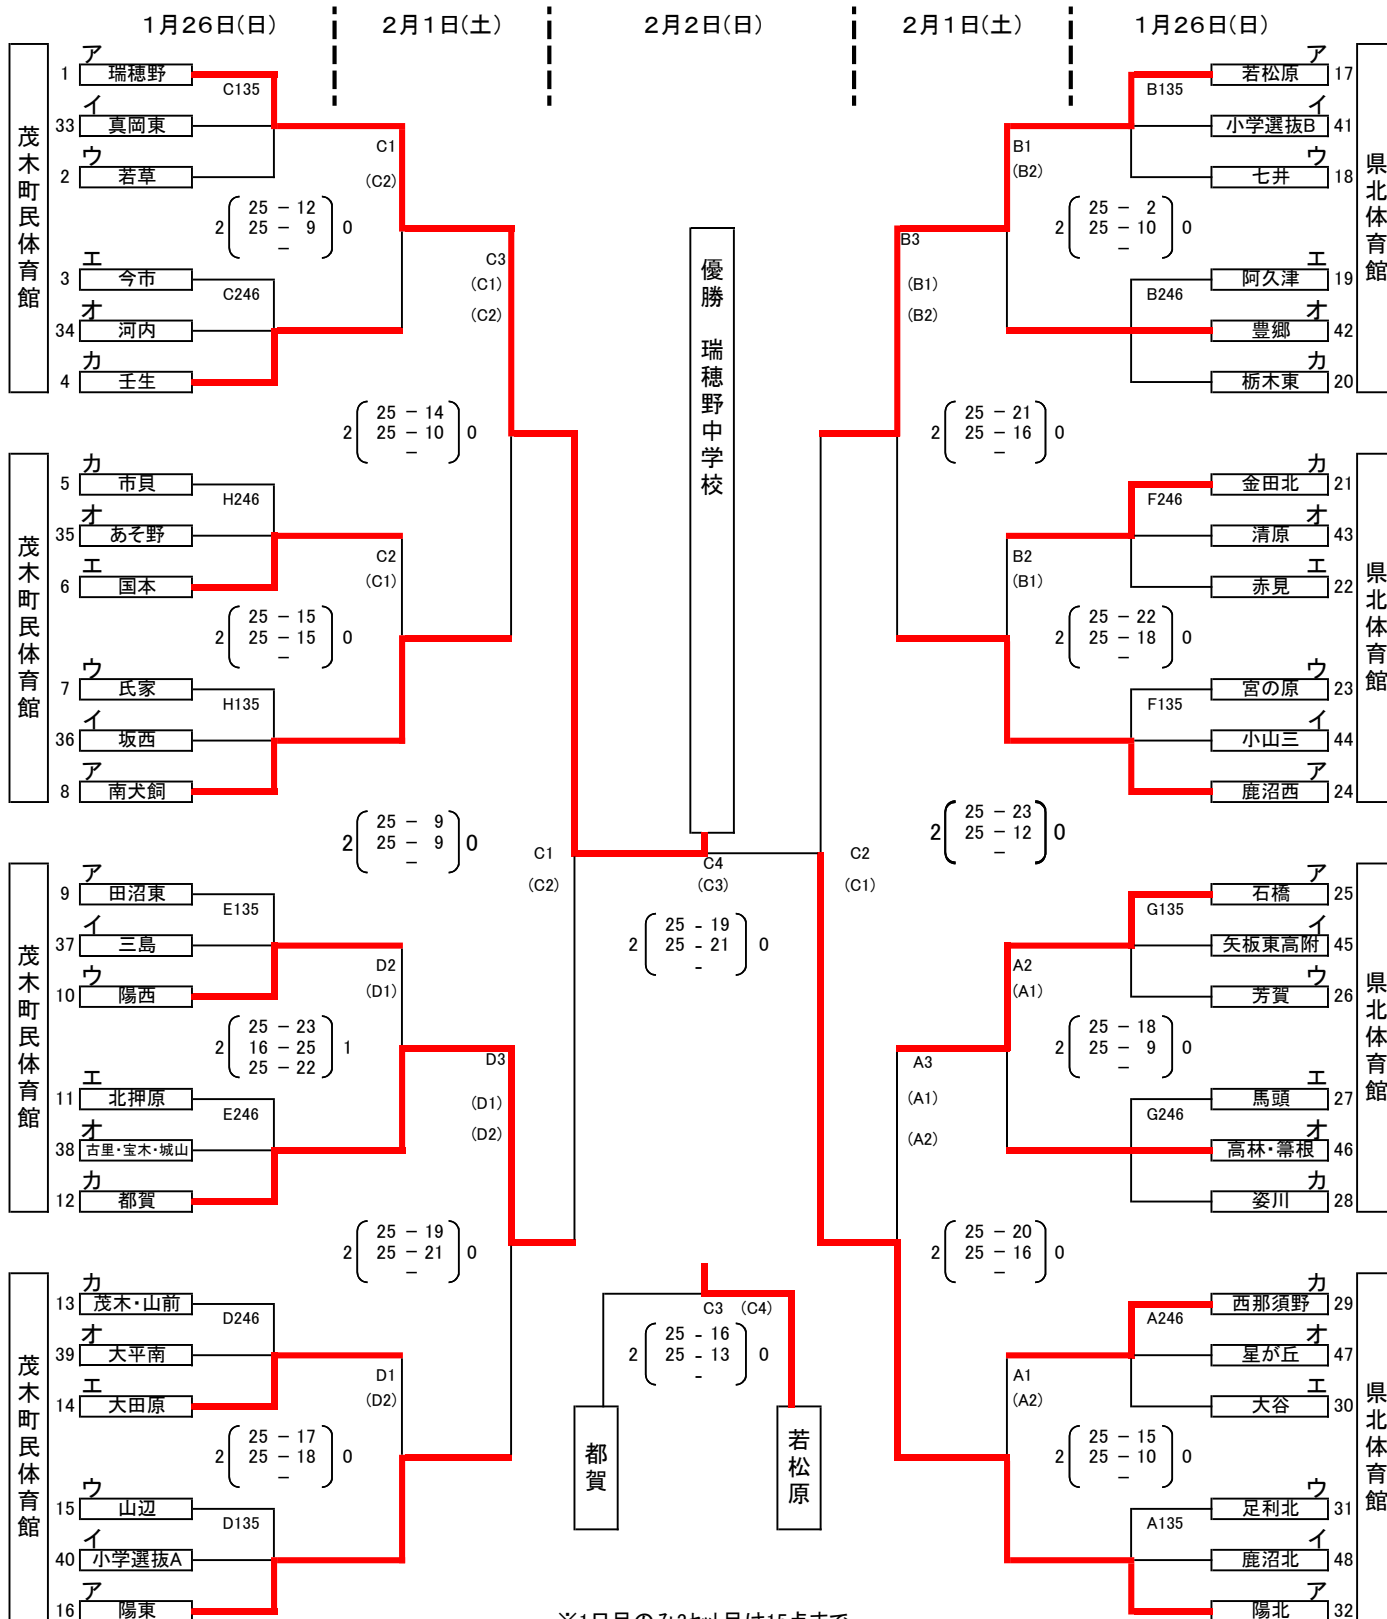 1月26日(日) 2月1日(土) 2月2日(日) 2月1日(土) 1月26日(日)
茂木町民体育館
ア
1 瑞穂野
C135
イ
33 真岡東
ウ
2 若草
C1
(C2)
2 25 - 12 0
25 - 9
-
エ
3 今市
C246
オ
34 河内
カ
4 壬生
C3
(C1)
(C2)
2 25 - 14 0
25 - 10
-
茂木町民体育館
カ
5 市貝
H246
オ
35 あそ野
エ
6 国本
C2
(C1)
2 25 - 15 0
25 - 15
-
ウ
7 氏家
H135
イ
36 坂西
ア
8 南犬飼
2 25 - 9 0
25 - 9
-
C1
(C2)
茂木町民体育館
ア
9 田沼東
E135
イ
37 三島
ウ
10 陽西
D2
(D1)
2 25 - 23 1
16 - 25
25 - 22
エ
11 北押原
E246
オ
38 古里・宝木・城山
カ
12 都賀
D3
(D1)
(D2)
2 25 - 19 0
25 - 21
-
茂木町民体育館
カ
13 茂木・山前
D246
オ
39 大平南
エ
14 大田原
D1
(D2)
2 25 - 17 0
25 - 18
-
ウ
15 山辺
D135
イ
40 小学選抜A
ア
16 陽東
優勝 瑞穂野中学校
C4
(C3)
2 25 - 19 0
25 - 21
-
C3 (C4)
2 25 - 16 0
25 - 13
-
都賀
若松原
※1日目のみ3セット目は15点まで
県北体育館
ア
若松原 17
B135
イ
小学選抜B 41
ウ
七井 18
B1
(B2)
2 25 - 2 0
25 - 10
-
エ
阿久津 19
B246
オ
豊郷 42
カ
栃木東 20
B3
(B1)
(B2)
2 25 - 21 0
25 - 16
-
県北体育館
カ
金田北 21
F246
オ
清原 43
エ
赤見 22
B2
(B1)
2 25 - 22 0
25 - 18
-
ウ
宮の原 23
F135
イ
小山三 44
ア
鹿沼西 24
2 25 - 23 0
25 - 12
-
C2
(C1)
県北体育館
ア
石橋 25
G135
イ
矢板東高附 45
ウ
芳賀 26
A2
(A1)
2 25 - 18 0
25 - 9
-
エ
馬頭 27
G246
オ
高林・箒根 46
カ
姿川 28
A3
(A1)
(A2)
2 25 - 20 0
25 - 16
-
県北体育館
カ
西那須野 29
A246
オ
星が丘 47
エ
大谷 30
A1
(A2)
2 25 - 15 0
25 - 10
-
ウ
足利北 31
A135
イ
鹿沼北 48
ア
陽北 32